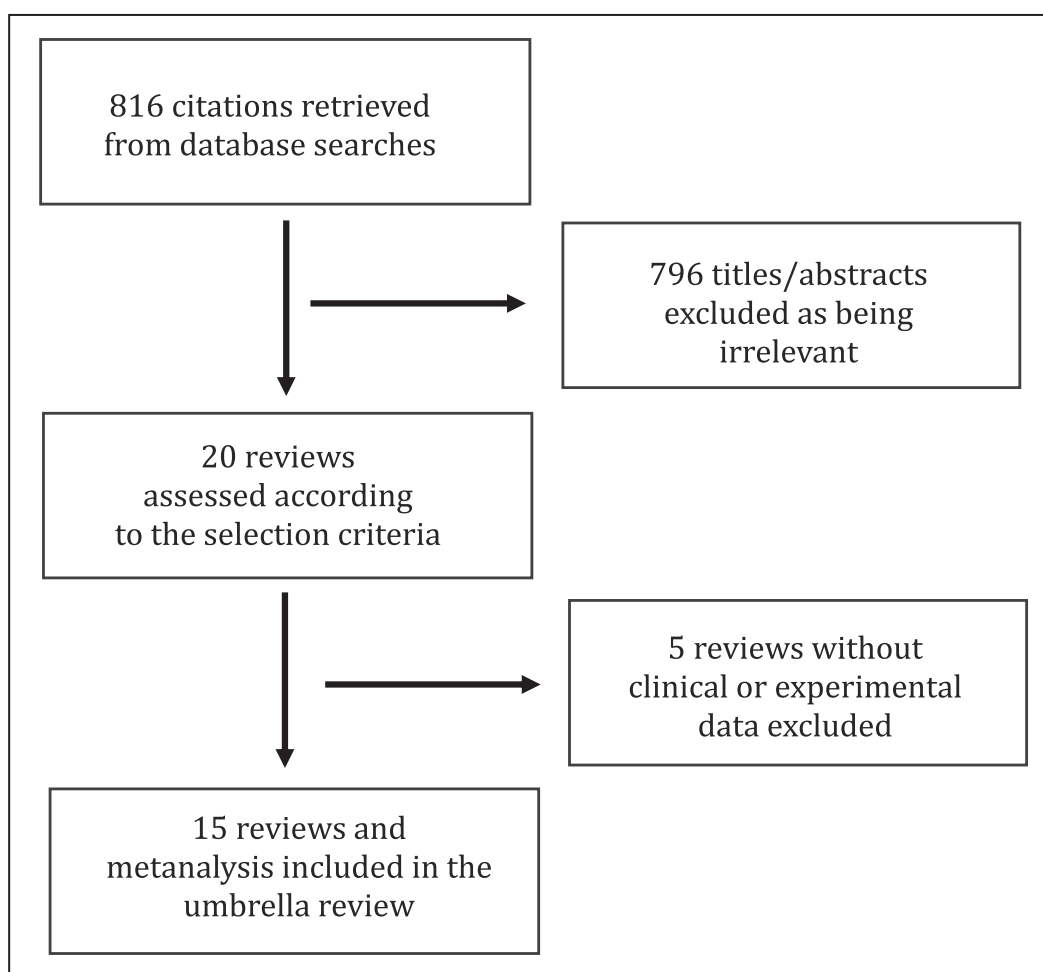 816 citations retrieved
from database searches
796 titles/abstracts
excluded as being
irrelevant
20 reviews
assessed according
to the selection criteria
5 reviews without
clinical or experimental
data excluded
15 reviews and
metanalysis included in the
umbrella review